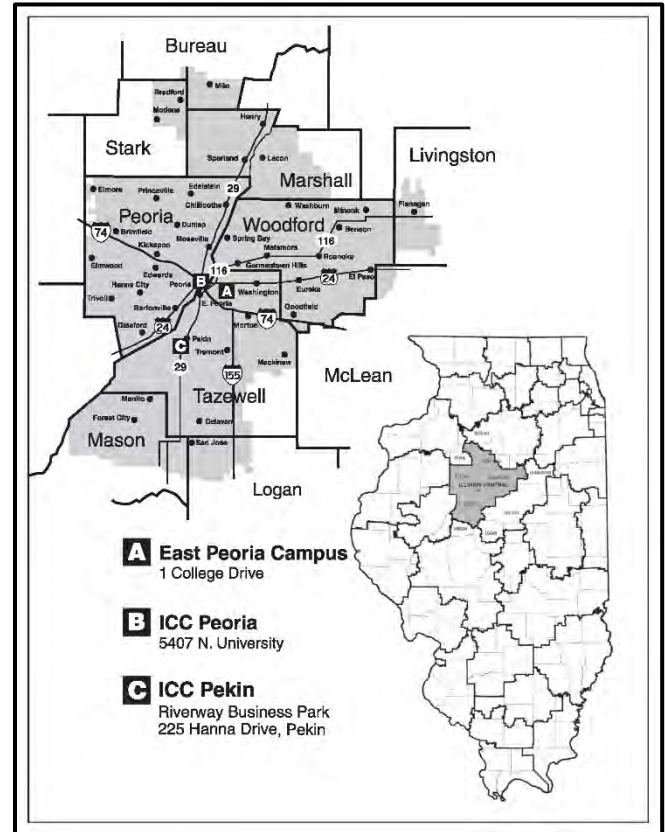 Bureau
Milo
Bradford
Modena
Henry
Stark
Sparland
Lacon
Livingston
Marshall
29
Elmore
Princeville
Edelstein
Chillicothe
Washburn
Minonk
Flanagan
Peoria
Woodford
74
Brimfield
Dunlap
Mossville
Spring Bay
116
Benson
Kickapoo
Metamora
Roanoke
Elmwood
Edwards
Peoria
B
116
Germantown Hills
24
El Paso
Hanna City
A
Washington
Eureka
Trivoli
E. Peoria
Goodfield
Bartonville
Morton
74
Glasford
24
Pekin
C
Tremont
Mackinaw
29
155
McLean
Manito
Tazewell
Forest City
Delavan
Mason
San Jose
Logan
ILLINOIS CENTRAL
A East Peoria Campus
1 College Drive
B ICC Peoria
5407 N. University
C ICC Pekin
Riverway Business Park
225 Hanna Drive, Pekin